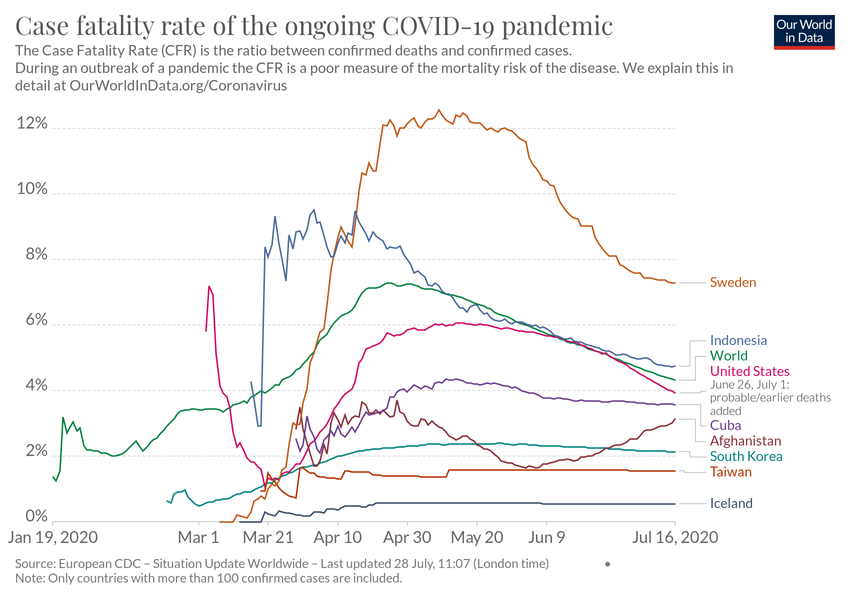 Case fatality rate of the ongoing COVID-19 pandemic
Our World
in Data
The Case Fatality Rate (CFR) is the ratio between confirmed deaths and confirmed cases.
During an outbreak of a pandemic the CFR is a poor measure of the mortality risk of the disease. We explain this in
detail at OurWorldInData.org/Coronavirus
12%
10%
8%
6%
4%
2%
0%
Sweden
Indonesia
World
United States
June 26, July 1:
probable/earlier deaths
added
Cuba
Afghanistan
South Korea
Taiwan
Iceland
Jan 19, 2020
Mar 1
Mar 21
Apr 10
Apr 30
May 20
Jun 9
Jul 16, 2020
Source: European CDC – Situation Update Worldwide – Last updated 28 July, 11:07 (London time)
Note: Only countries with more than 100 confirmed cases are included.